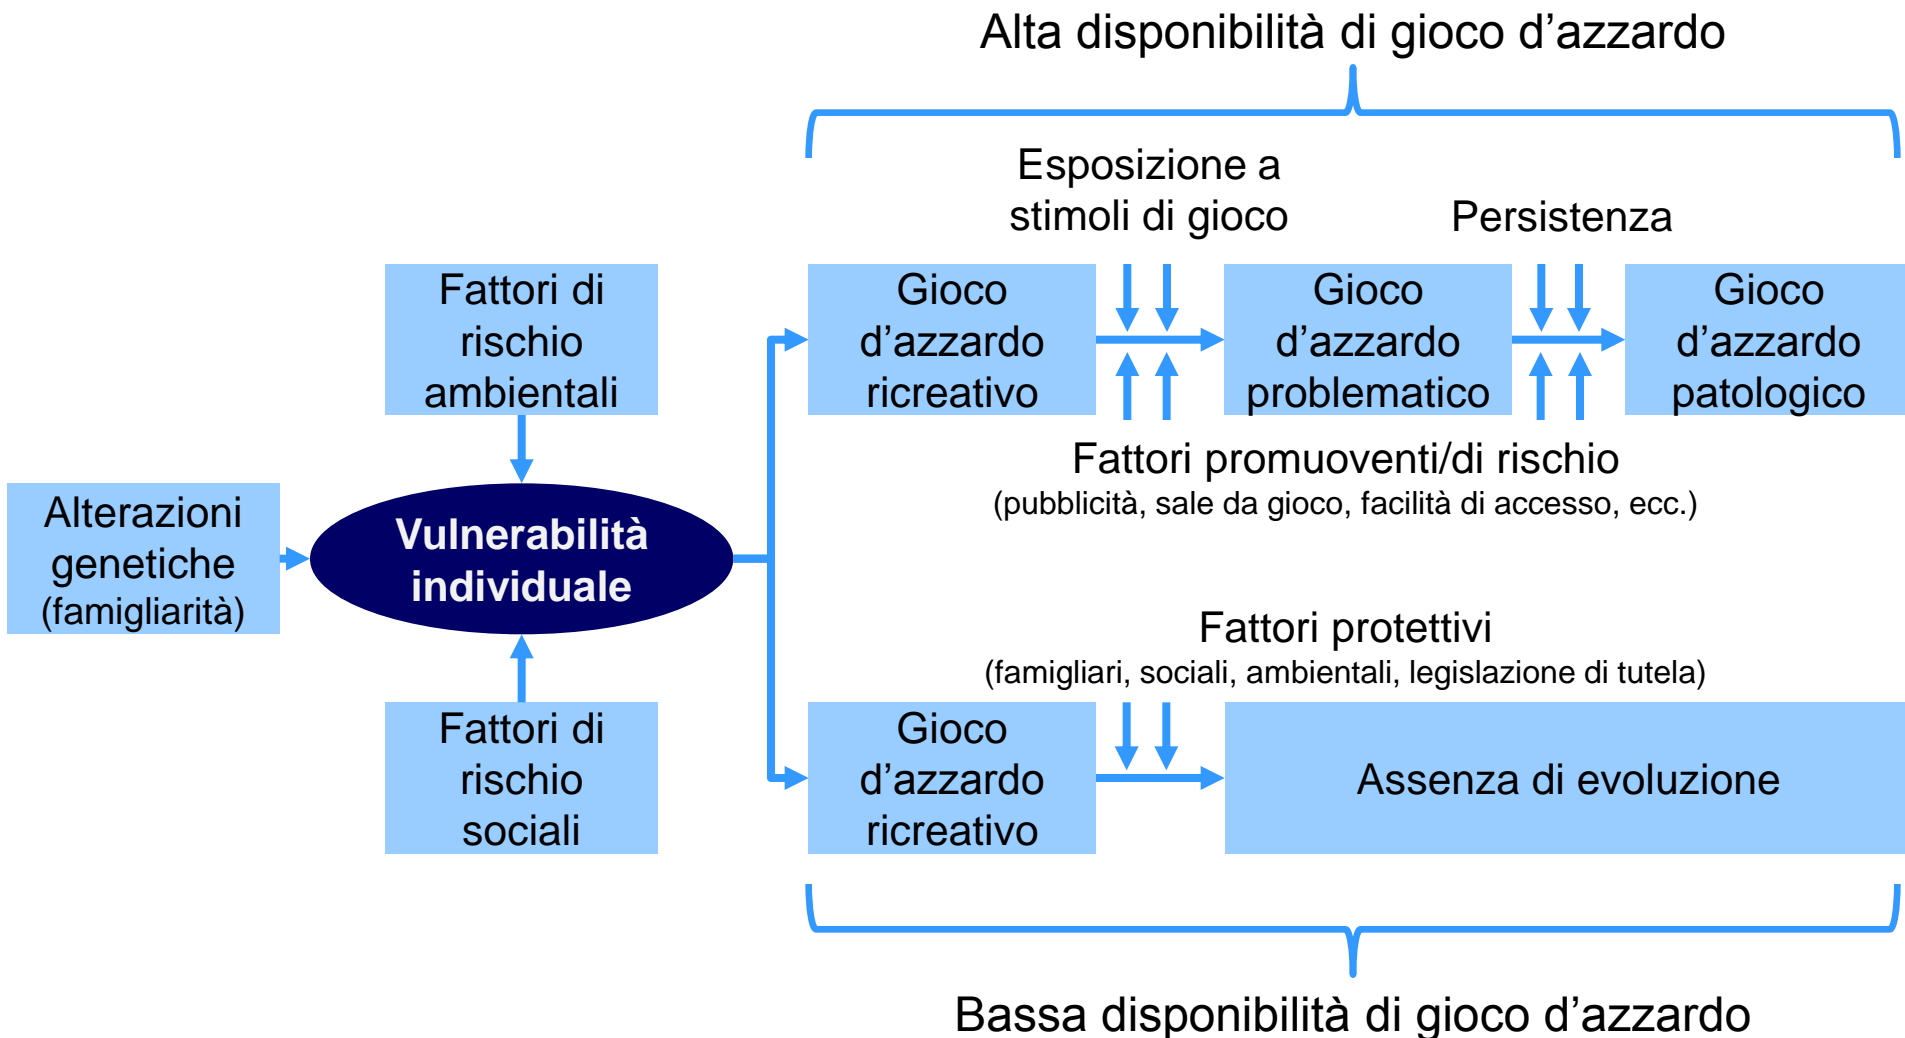 Alta disponibilità di gioco d’azzardo
Esposizione a
stimoli di gioco
Persistenza
Fattori di
rischio
ambientali
Gioco
d’azzardo
ricreativo
Gioco
d’azzardo
problematico
Gioco
d’azzardo
patologico
Fattori promuoventi/di rischio
(pubblicità, sale da gioco, facilità di accesso, ecc.)
Alterazioni
genetiche
(famigliarità)
Vulnerabilità
individuale
Fattori protettivi
(famigliari, sociali, ambientali, legislazione di tutela)
Fattori di
rischio
sociali
Gioco
d’azzardo
ricreativo
Assenza di evoluzione
Bassa disponibilità di gioco d’azzardo